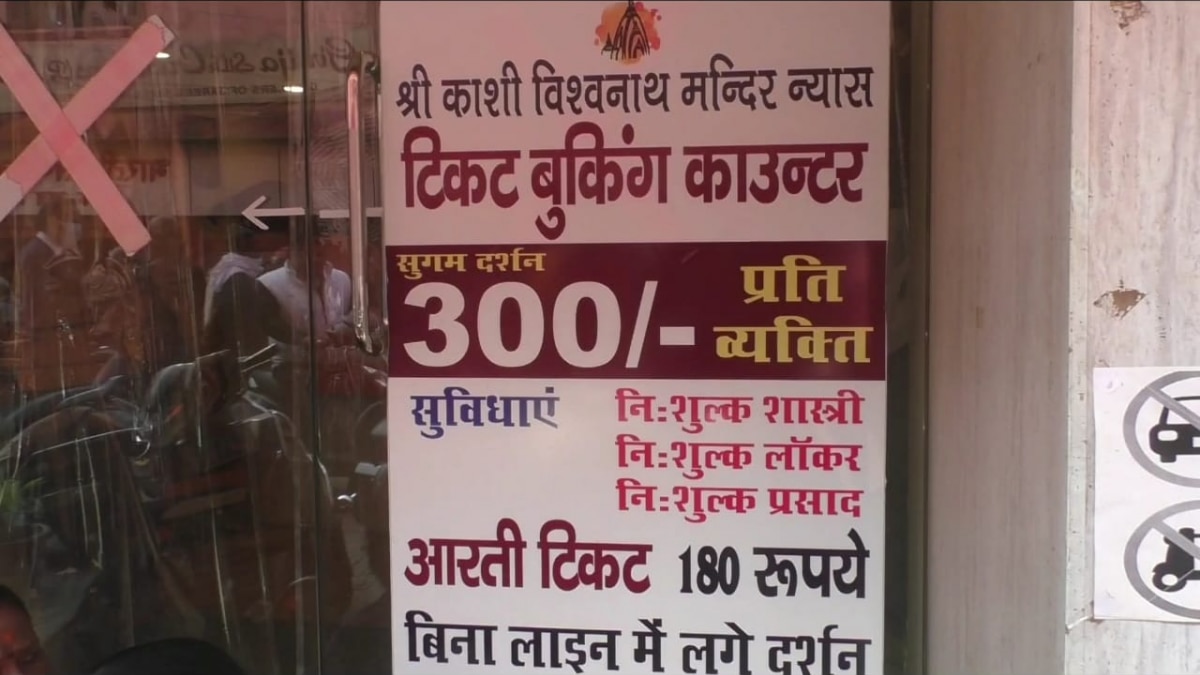 श्री काशी विश्वनाथ मन्दिर न्यास
टिकट बुकिंग काउन्टर
सुगम दर्शन
300/- प्रति व्यक्ति
सुविधाएं
नि:शुल्क शास्त्री
नि:शुल्क लॉकर
नि:शुल्क प्रसाद
आरती टिकट 180 रूपये
बिना लाइन में लगे दर्शन